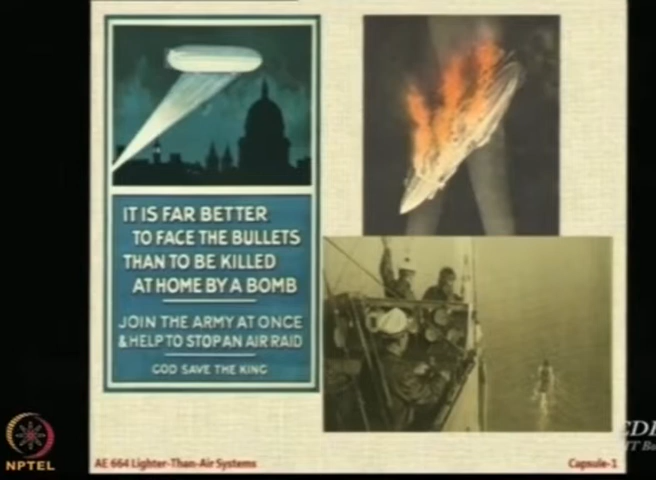 IT IS FAR BETTER
TO FACE THE BULLETS
THAN TO BE KILLED
AT HOME BY A BOMB
JOIN THE ARMY AT ONCE
& HELP TO STOP AN AIR RAID
GOD SAVE THE KING
NPTEL
AE 664 Lighter-Than-Air Systems
Capsule-1